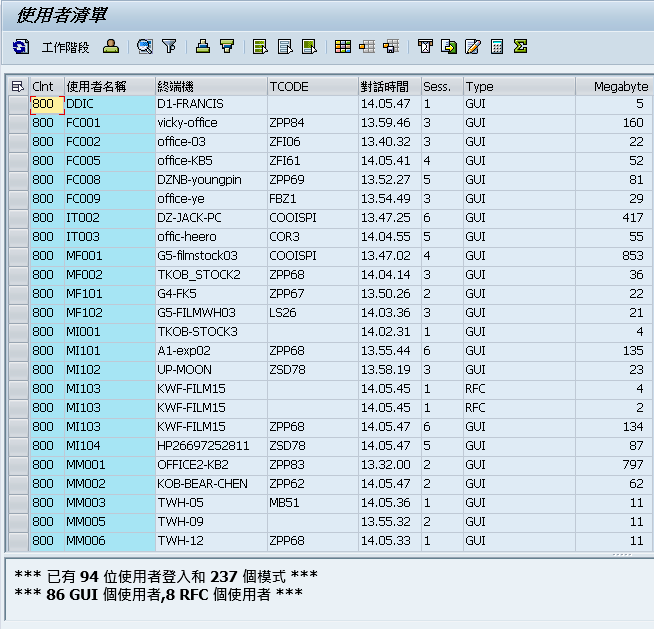 使用者清單
工作階段
Clnt 使用者名稱 終端機 TCODE 對話時間 Sess. Type Megabyte
800 DDIC D1-FRANCIS 14.05.47 1 GUI 5
800 FC001 vicky-office ZPP84 13.59.46 3 GUI 160
800 FC002 office-03 ZFI06 13.40.32 3 GUI 22
800 FC005 office-KB5 ZFI61 14.05.41 4 GUI 52
800 FC008 DZNB-youngpin ZPP69 13.52.27 5 GUI 81
800 FC009 office-ye FBZ1 13.54.49 3 GUI 29
800 IT002 DZ-JACK-PC COOISPI 13.47.25 6 GUI 417
800 IT003 offic-heero COR3 14.04.55 5 GUI 55
800 MF001 G5-filmstock03 COOISPI 13.47.02 4 GUI 853
800 MF002 TKOB_STOCK2 ZPP68 14.04.14 3 GUI 36
800 MF101 G4-FK5 ZPP67 13.50.26 2 GUI 22
800 MF102 G5-FILMWH03 LS26 14.03.36 3 GUI 21
800 MI001 TKOB-STOCK3 14.02.31 1 GUI 4
800 MI101 A1-exp02 ZPP68 13.55.44 6 GUI 135
800 MI102 UP-MOON ZSD78 13.58.19 3 GUI 23
800 MI103 KWF-FILM15 14.05.45 1 RFC 4
800 MI103 KWF-FILM15 14.05.45 1 RFC 2
800 MI103 KWF-FILM15 ZPP68 14.05.47 6 GUI 134
800 MI104 HP26697252811 ZSD78 14.05.47 5 GUI 87
800 MM001 OFFICE2-KB2 ZPP83 13.32.00 2 GUI 797
800 MM002 KOB-BEAR-CHEN ZPP62 14.05.47 2 GUI 62
800 MM003 TWH-05 MB51 14.05.36 1 GUI 11
800 MM005 TWH-09 13.55.32 2 GUI 11
800 MM006 TWH-12 ZPP68 14.05.33 1 GUI 11
*** 已有 94 位使用者登入和 237 個模式 ***
*** 86 GUI 個使用者,8 RFC 個使用者 ***